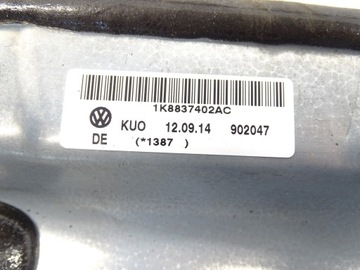 1K8837402AC
KUO 12.09.14 902047
DE (*1387 )